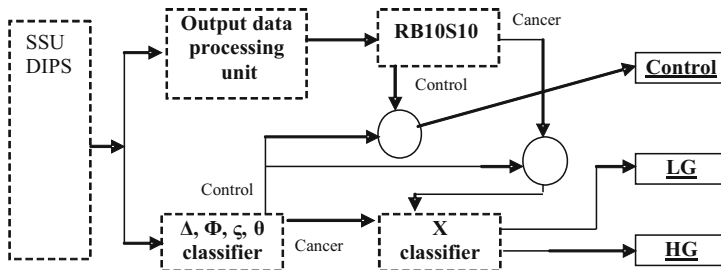 SSU
DIPS
Output data
processing
unit
RB10S10
Cancer
Control
Control
LG
HG
Control
Δ, Φ, ς, θ
classifier
Cancer
X
classifier